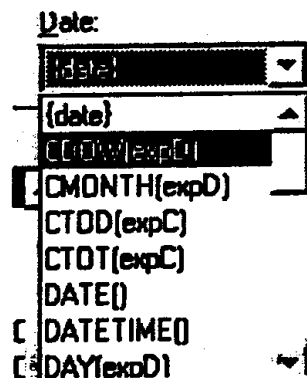 Date:
{date}
{date}
CDOW(expD)
CMONTH(expD)
CTOD(expC)
CTOT(expC)
DATE()
DATETIME()
DAY(expD)